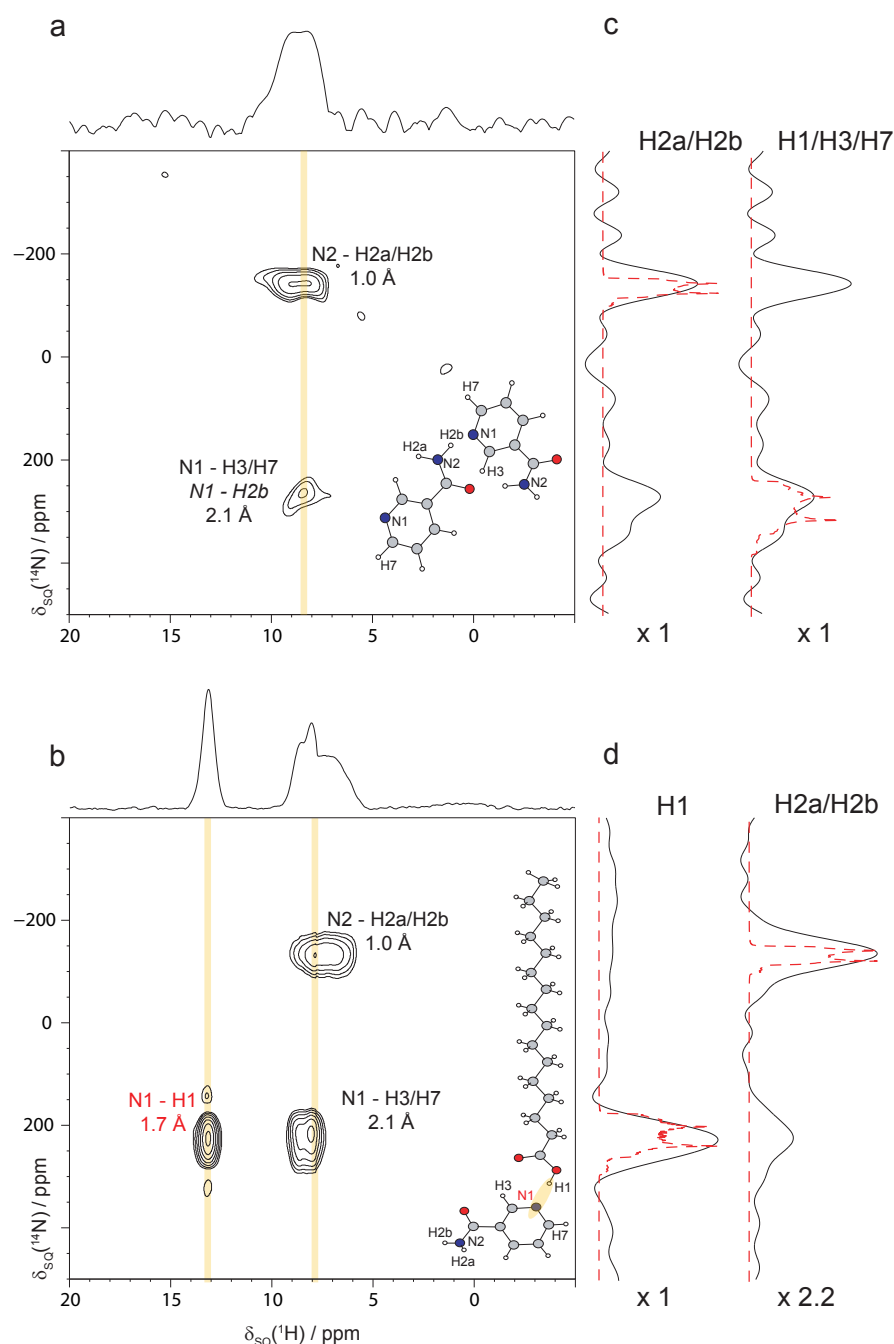 a
c
H2a/H2b
H1/H3/H7
N2 - H2a/H2b
1.0 Å
N1 - H3/H7
N1 - H2b
2.1 Å
H7
H2b
H2a
N2
N1
H3
N2
N1
H7
−200
0
200
δSQ(14N) / ppm
20
15
10
5
0
x 1
x 1
b
d
H1
H2a/H2b
N2 - H2a/H2b
1.0 Å
N1 - H1
1.7 Å
N1 - H3/H7
2.1 Å
H1
H3
N1
H7
H2b
N2
H2a
−200
0
200
δSQ(14N) / ppm
20
15
10
5
0
δSQ(1H) / ppm
x 1
x 2.2